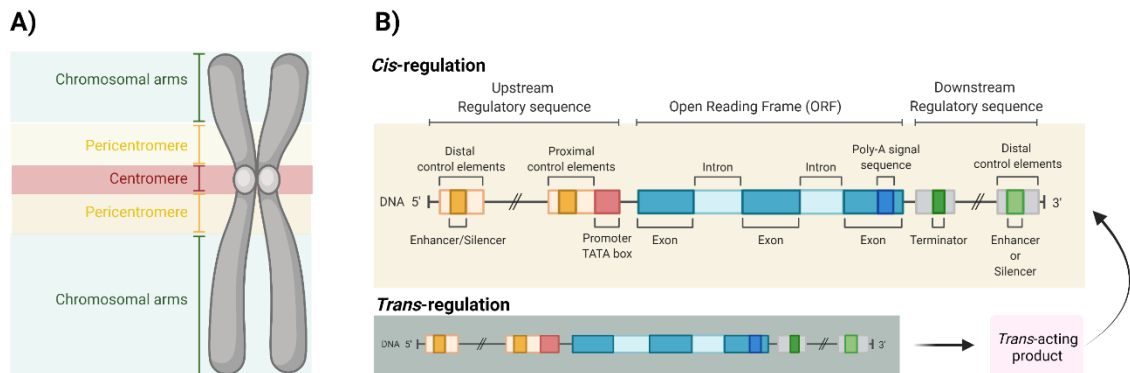 A)
Chromosomal arms
Pericentromere
Centromere
Pericentromere
Chromosomal arms
B)
Cis-regulation
Upstream
Regulatory sequence
Open Reading Frame (ORF)
Downstream
Regulatory sequence
Distal
control elements
Proximal
control elements
Intron
Intron
Poly-A signal
sequence
Distal
control elements
DNA 5'
3'
Enhancer/Silencer
Promoter
TATA box
Exon
Exon
Exon
Terminator
Enhancer
or
Silencer
Trans-regulation
DNA 5'
3'
Trans-acting
product